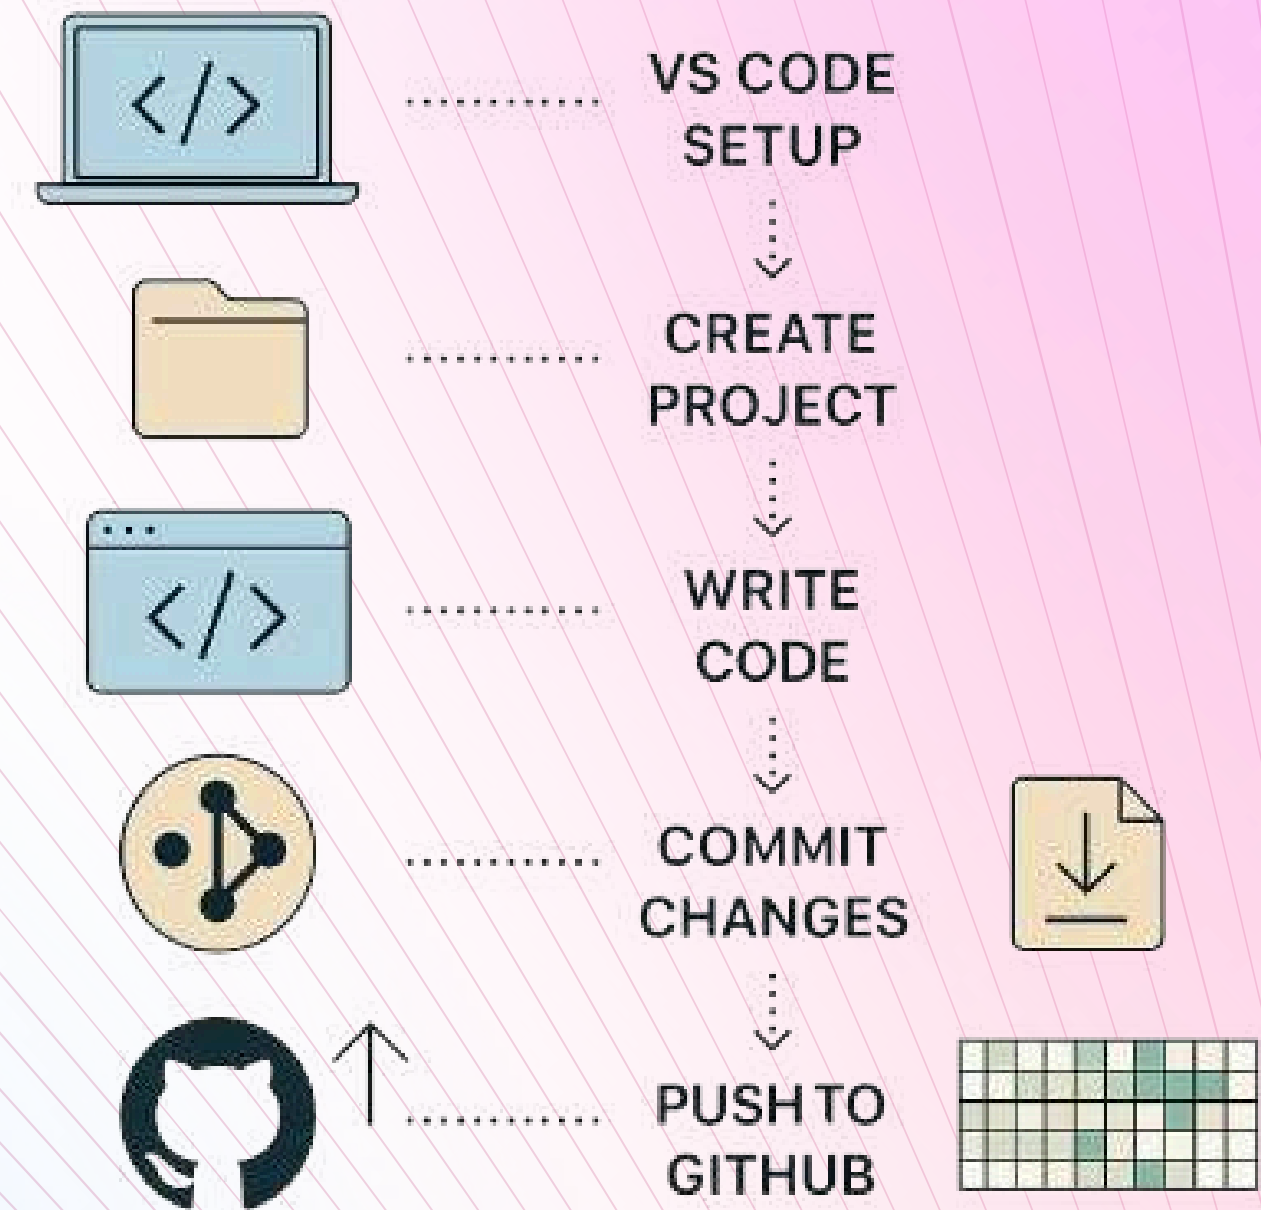 VS CODE
SETUP
CREATE
PROJECT
WRITE
CODE
COMMIT
CHANGES
PUSH TO
GITHUB